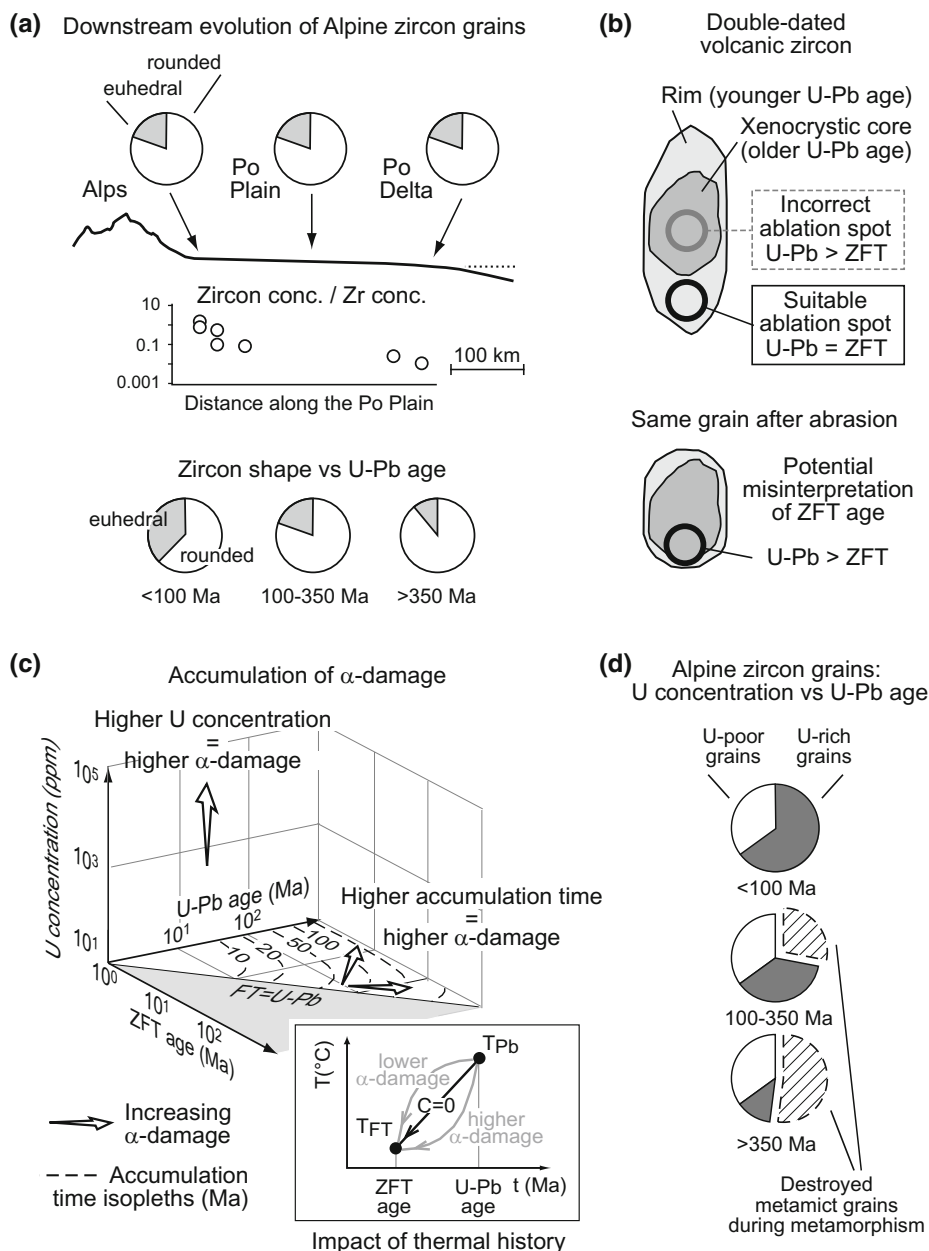 (a) Downstream evolution of Alpine zircon grains
rounded
euhedral
Alps
Po
Plain
Po
Delta
Zircon conc. / Zr conc.
10
0.1
0.001
100 km
Distance along the Po Plain
Zircon shape vs U-Pb age
euhedral
rounded
<100 Ma
100-350 Ma
>350 Ma
(b) Double-dated
volcanic zircon
Rim (younger U-Pb age)
Xenocrystic core
(older U-Pb age)
Incorrect
ablation spot
U-Pb > ZFT
Suitable
ablation spot
U-Pb = ZFT
Same grain after abrasion
Potential
misinterpretation
of ZFT age
U-Pb > ZFT
(c) Accumulation of α-damage
Higher U concentration
=
higher α-damage
U concentration (ppm)
10⁵
10³
10¹
U-Pb age (Ma)
10¹
10²
Higher accumulation time
=
higher α-damage
10
20
50
100
FT=U-Pb
10⁰
10¹
10²
ZFT age (Ma)
Increasing
α-damage
Accumulation
time isopleths (Ma)
T(°C)
TPb
lower
α-damage
C=0
TFT
higher
α-damage
ZFT
age
U-Pb
age
t (Ma)
Impact of thermal history
(d) Alpine zircon grains:
U concentration vs U-Pb age
U-poor
grains
U-rich
grains
<100 Ma
100-350 Ma
>350 Ma
Destroyed
metamict grains
during metamorphism